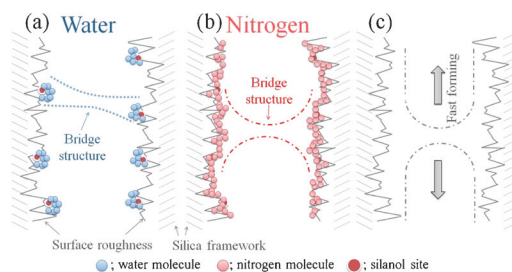 (a) Water
(b) Nitrogen
(c)
Bridge
structure
Bridge
structure
Fast forming
Surface roughness
Silica framework
; water molecule
; nitrogen molecule
; silanol site